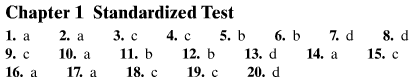 Chapter 1 Standardized Test
1. a 2. a 3. c 4. c 5. b 6. b 7. d 8. d
9. c 10. a 11. b 12. b 13. d 14. a 15. c
16. a 17. a 18. c 19. c 20. d